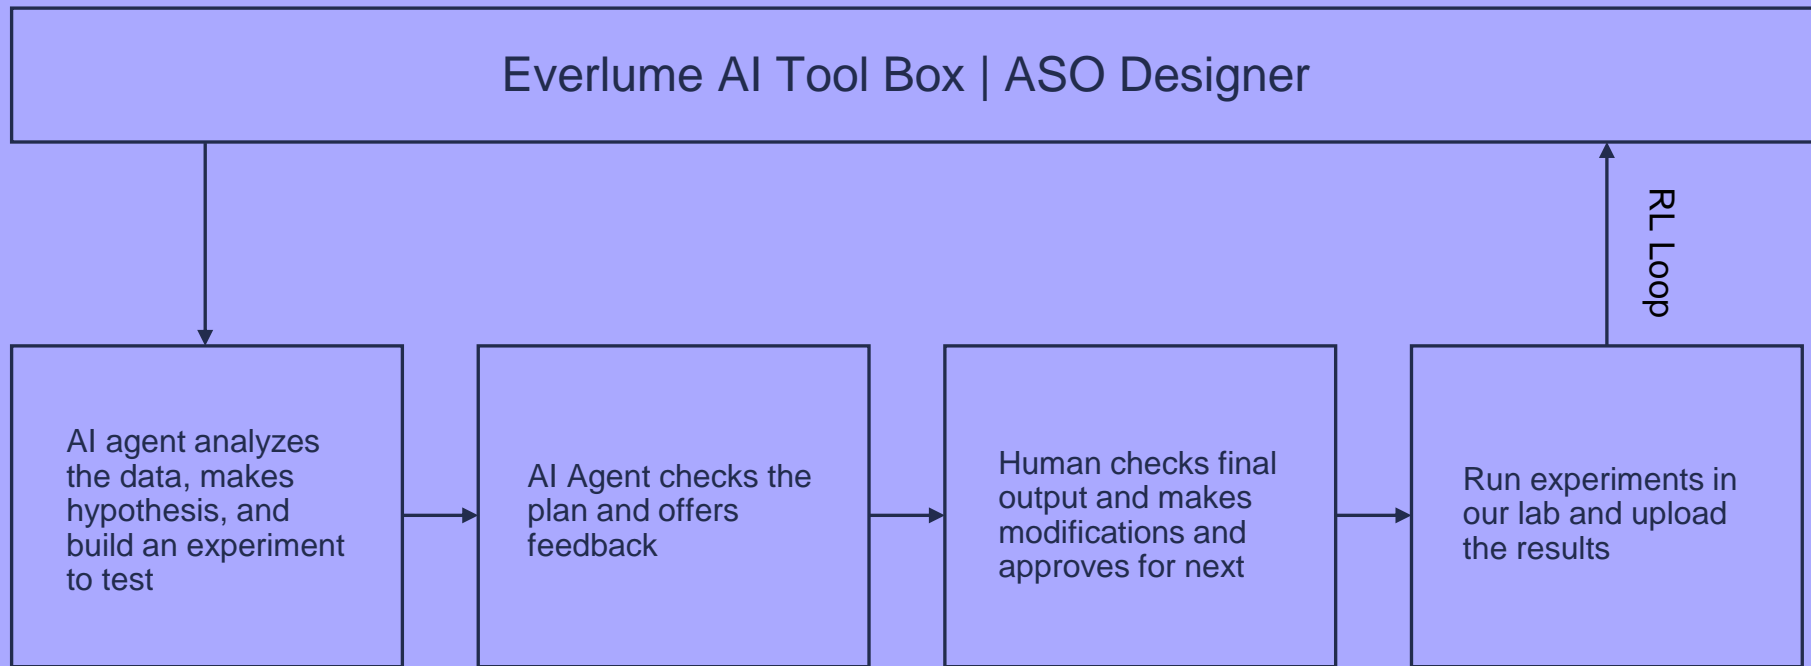 Everlume AI Tool Box | ASO Designer
RL Loop
AI agent analyzes
the data, makes
hypothesis, and
build an experiment
to test
AI Agent checks the
plan and offers
feedback
Human checks final
output and makes
modifications and
approves for next
Run experiments in
our lab and upload
the results